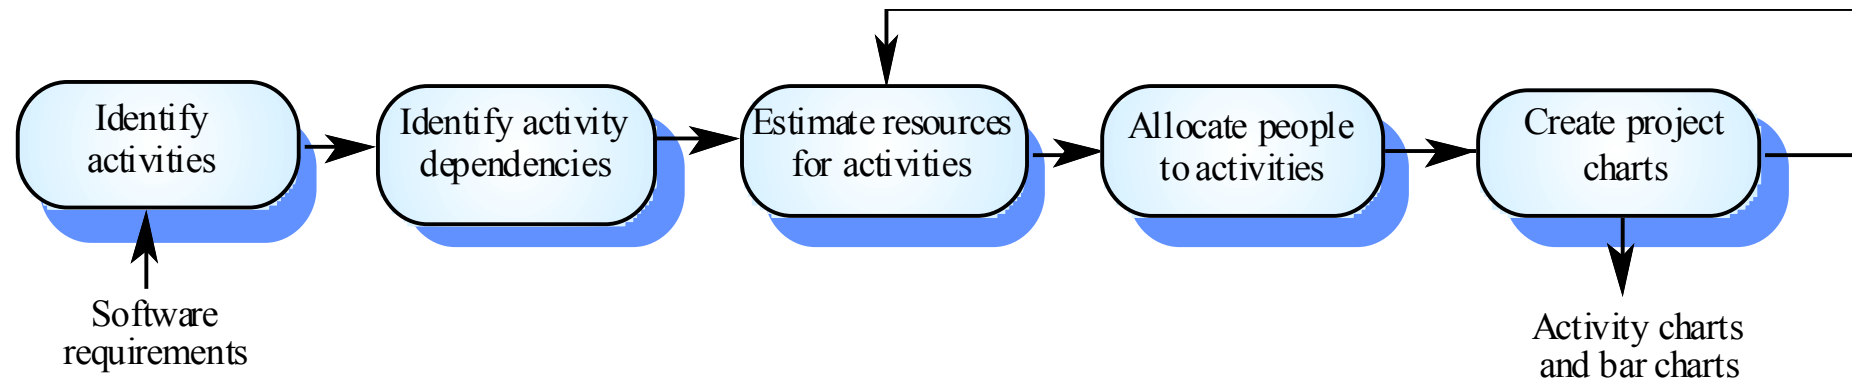 Identify
activities
Identify activity
dependencies
Estimate resources
for activities
Allocate people
to activities
Create project
charts
Software
requirements
Activity charts
and bar charts